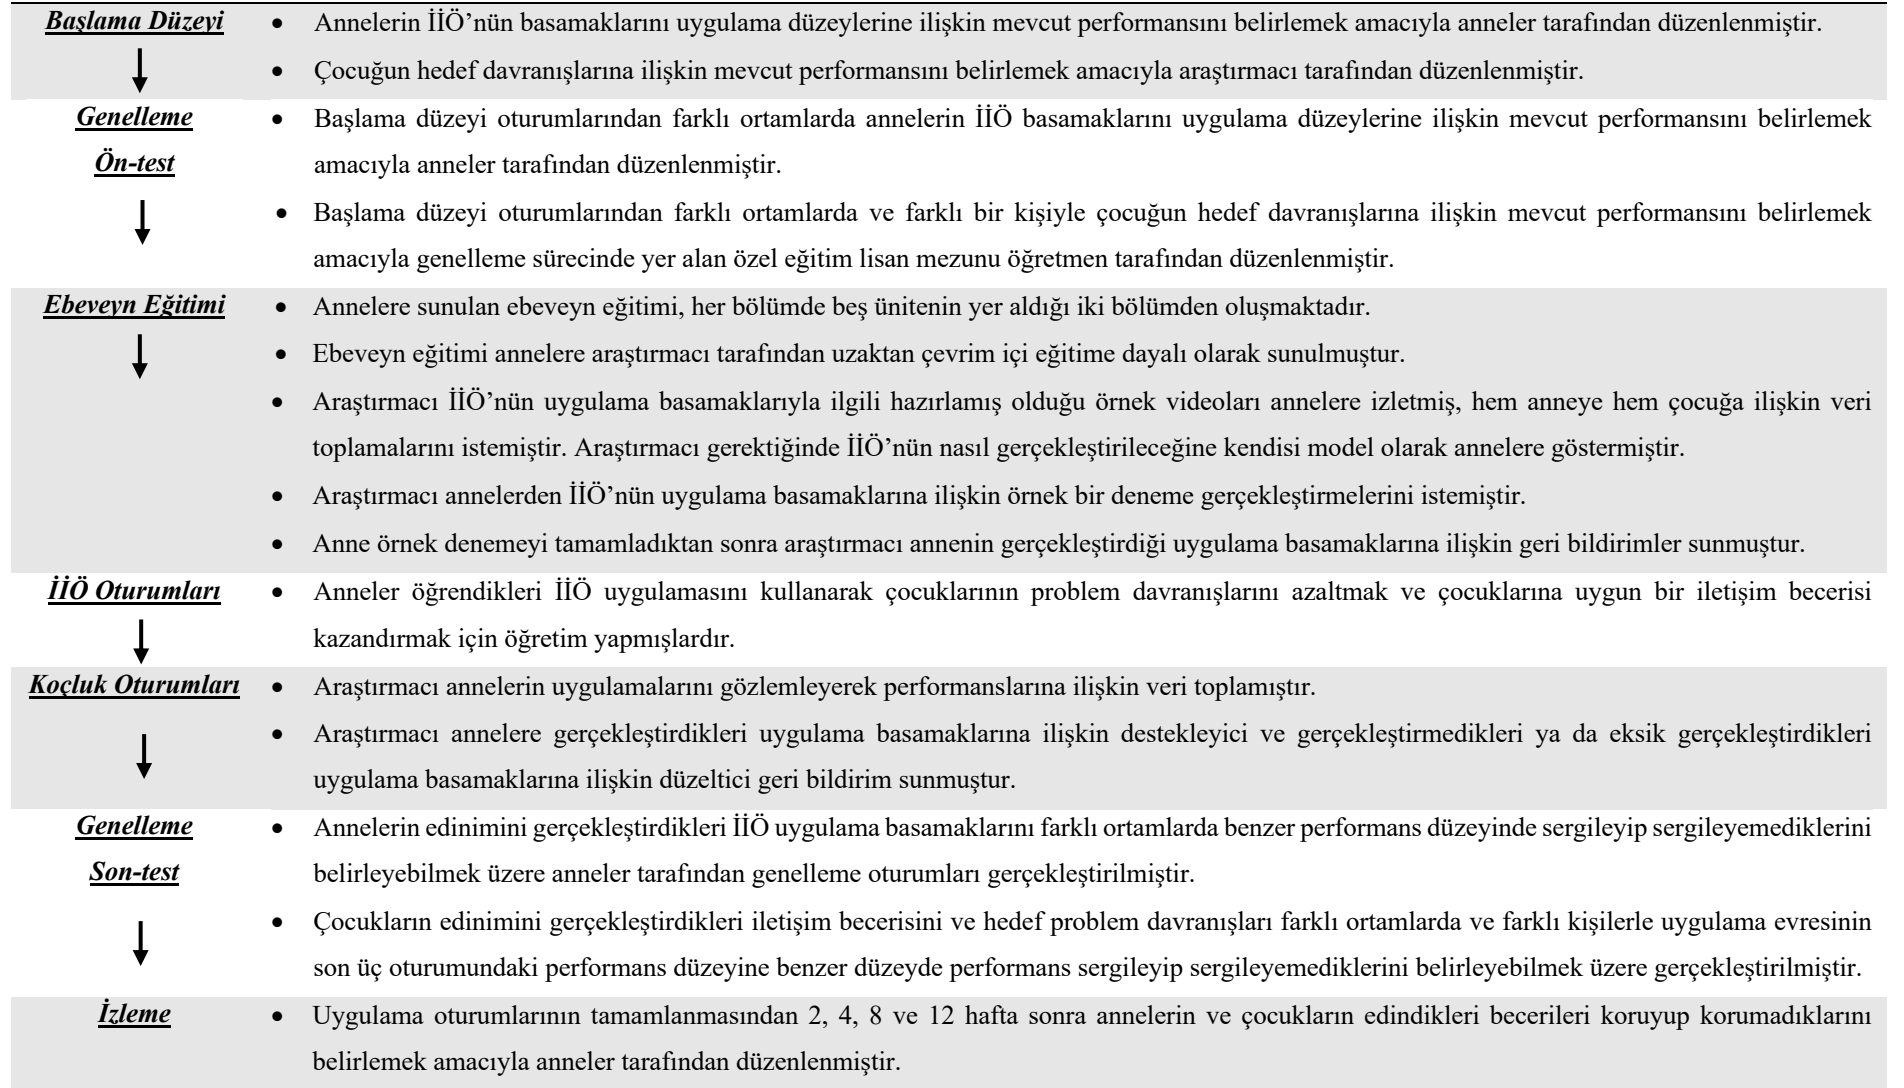 Başlama Düzeyi
• Annelerin İİÖ’nün basamaklarını uygulama düzeylerine ilişkin mevcut performansını belirlemek amacıyla anneler tarafından düzenlenmiştir.
• Çocuğun hedef davranışlarına ilişkin mevcut performansını belirlemek amacıyla araştırmacı tarafından düzenlenmiştir.
Genelleme
Ön-test
• Başlama düzeyi oturumlarından farklı ortamlarda annelerin İİÖ basamaklarını uygulama düzeylerine ilişkin mevcut performansını belirlemek
amacıyla anneler tarafından düzenlenmiştir.
• Başlama düzeyi oturumlarından farklı ortamlarda ve farklı bir kişiyle çocuğun hedef davranışlarına ilişkin mevcut performansını belirlemek
amacıyla genelleme sürecinde yer alan özel eğitim lisan mezunu öğretmen tarafından düzenlenmiştir.
Ebeveyn Eğitimi
• Annelere sunulan ebeveyn eğitimi, her bölümde beş ünitenin yer aldığı iki bölümden oluşmaktadır.
• Ebeveyn eğitimi annelere araştırmacı tarafından uzaktan çevrim içi eğitime dayalı olarak sunulmuştur.
• Araştırmacı İİÖ’nün uygulama basamaklarıyla ilgili hazırlamış olduğu örnek videoları annelere izletmiş, hem anneye hem çocuğa ilişkin veri
toplamalarını istemiştir. Araştırmacı gerektiğinde İİÖ’nün nasıl gerçekleştirileceğine kendisi model olarak annelere göstermiştir.
• Araştırmacı annelerden İİÖ’nün uygulama basamaklarına ilişkin örnek bir deneme gerçekleştirmelerini istemiştir.
• Anne örnek denemeyi tamamladıktan sonra araştırmacı annenin gerçekleştirdiği uygulama basamaklarına ilişkin geri bildirimler sunmuştur.
İİÖ Oturumları
• Anneler öğrendikleri İİÖ uygulamasını kullanarak çocuklarının problem davranışlarını azaltmak ve çocuklarına uygun bir iletişim becerisi
kazandırmak için öğretim yapmışlardır.
Koçluk Oturumları
• Araştırmacı annelerin uygulamalarını gözlemleyerek performanslarına ilişkin veri toplamıştır.
• Araştırmacı annelere gerçekleştirdikleri uygulama basamaklarına ilişkin destekleyici ve gerçekleştirmedikleri ya da eksik gerçekleştirdikleri
uygulama basamaklarına ilişkin düzeltici geri bildirim sunmuştur.
Genelleme
Son-test
• Annelerin edinimini gerçekleştirdikleri İİÖ uygulama basamaklarını farklı ortamlarda benzer performans düzeyinde sergileyip sergileyemediklerini
belirleyebilmek üzere anneler tarafından genelleme oturumları gerçekleştirilmiştir.
• Çocukların edinimini gerçekleştirdikleri iletişim becerisini ve hedef problem davranışları farklı ortamlarda ve farklı kişilerle uygulama evresinin
son üç oturumundaki performans düzeyine benzer düzeyde performans sergileyip sergileyemediklerini belirleyebilmek üzere gerçekleştirilmiştir.
İzleme
• Uygulama oturumlarının tamamlanmasından 2, 4, 8 ve 12 hafta sonra annelerin ve çocukların edindikleri becerileri koruyup korumadıklarını
belirlemek amacıyla anneler tarafından düzenlenmiştir.